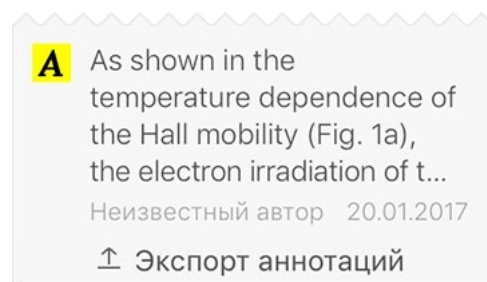 A As shown in the
temperature dependence of
the Hall mobility (Fig. 1a),
the electron irradiation of t...
Неизвестный автор 20.01.2017
Экспорт аннотаций